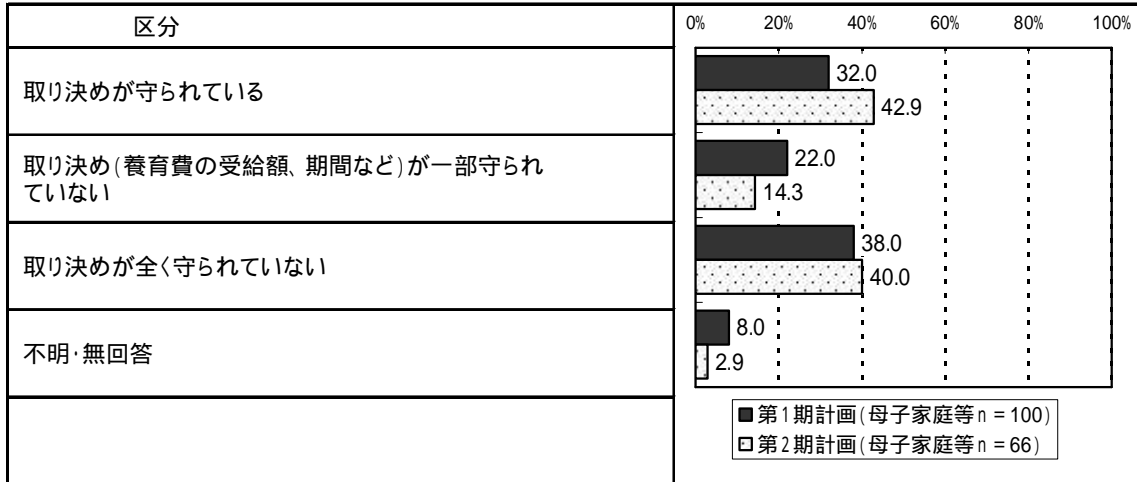 区分
0% 20% 40% 60% 80% 100%
取り決めが守られている
32.0
42.9
取り決め(養育費の受給額、期間など)が一部守られ
ていない
22.0
14.3
取り決めが全く守られていない
38.0
40.0
不明・無回答
8.0
2.9
第1期計画(母子家庭等n=100)
第2期計画(母子家庭等n=66)